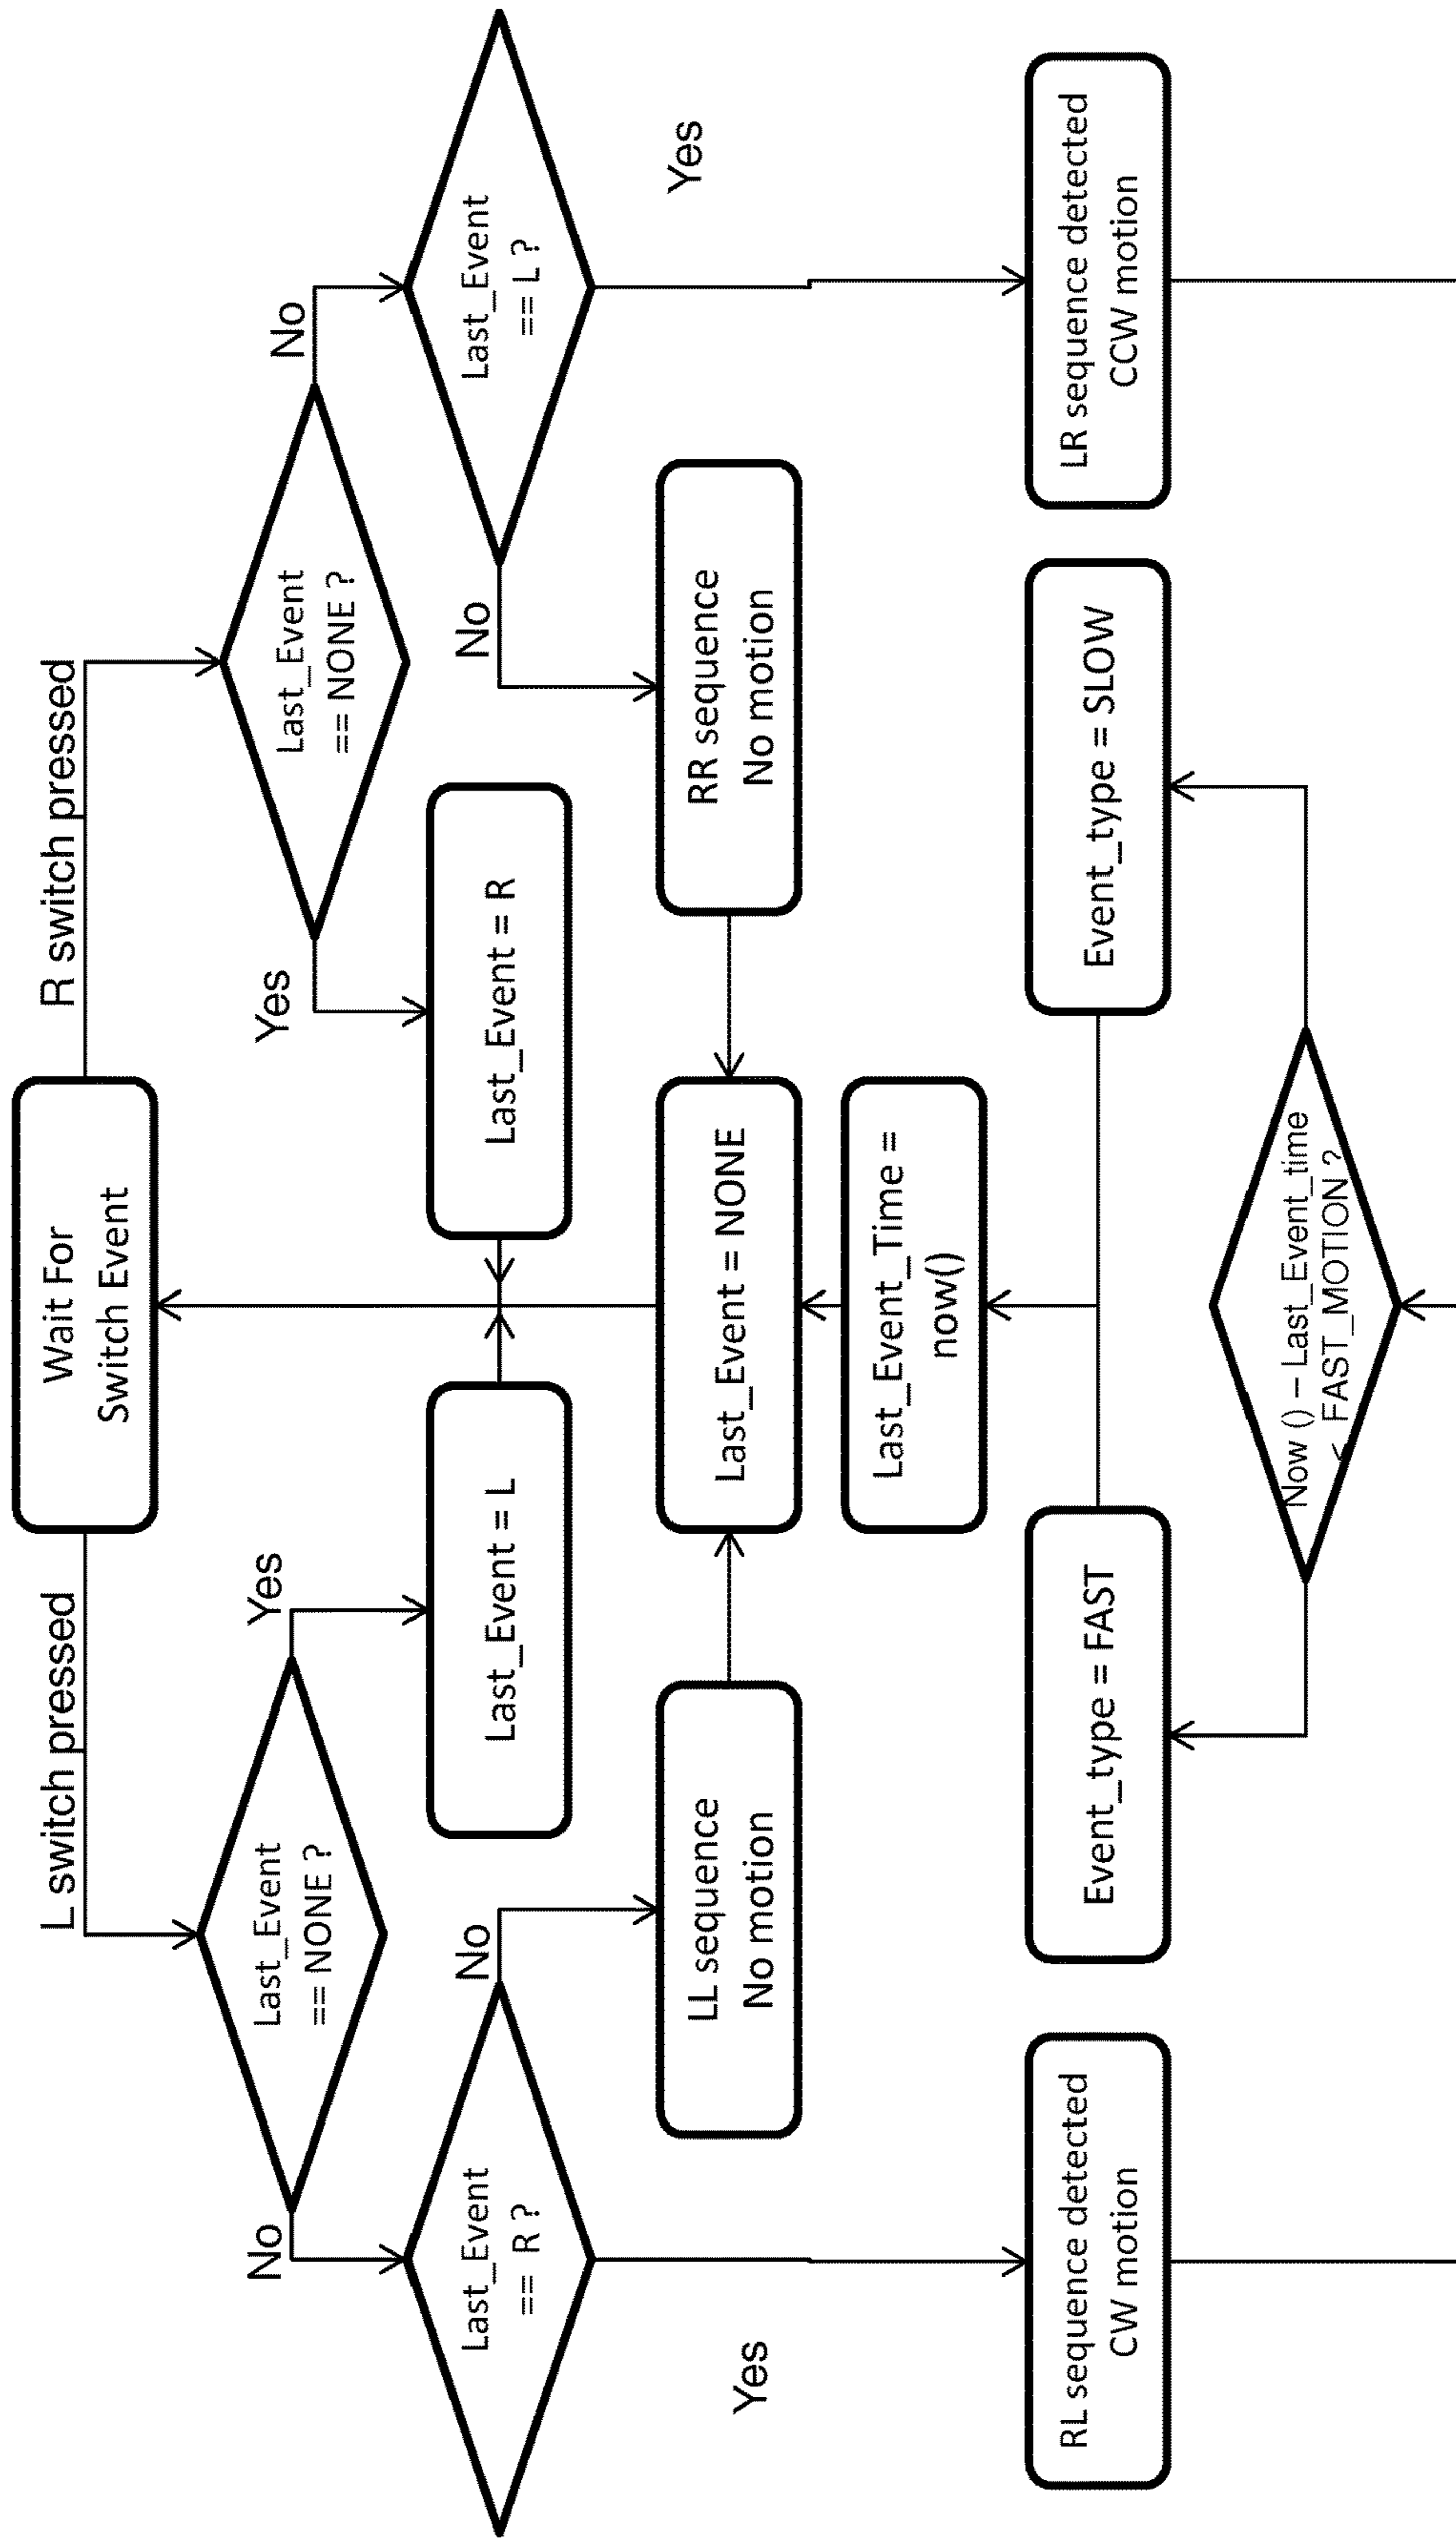 Wait For
Switch Event
L switch pressed
R switch pressed
Last_Event
== NONE ?
Yes
No
Last_Event
== NONE ?
Yes
No
Last_Event = L
Last_Event = R
Last_Event
== R ?
No
Yes
Last_Event
== L ?
No
Yes
LL sequence
No motion
Last_Event = NONE
RR sequence
No motion
Last_Event_Time =
now()
RL sequence detected
CW motion
Event_type = FAST
Event_type = SLOW
LR sequence detected
CCW motion
Now () – Last_Event_time
< FAST_MOTION ?